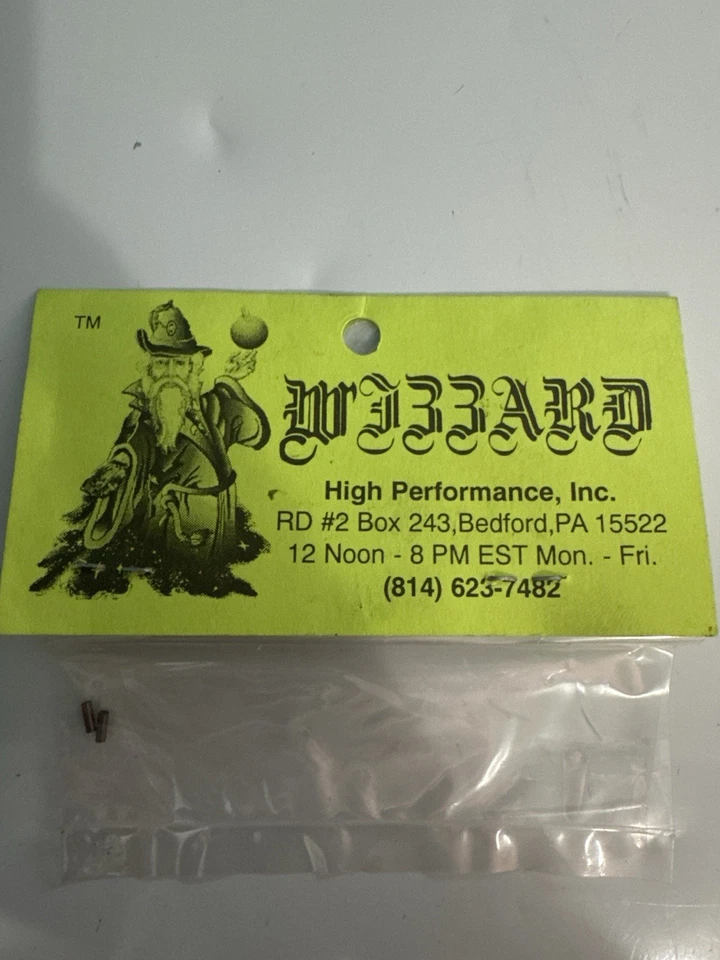 TM
WIZZARD
High Performance, Inc.
RD #2 Box 243,Bedford,PA 15522
12 Noon - 8 PM EST Mon. - Fri.
(814) 623-7482